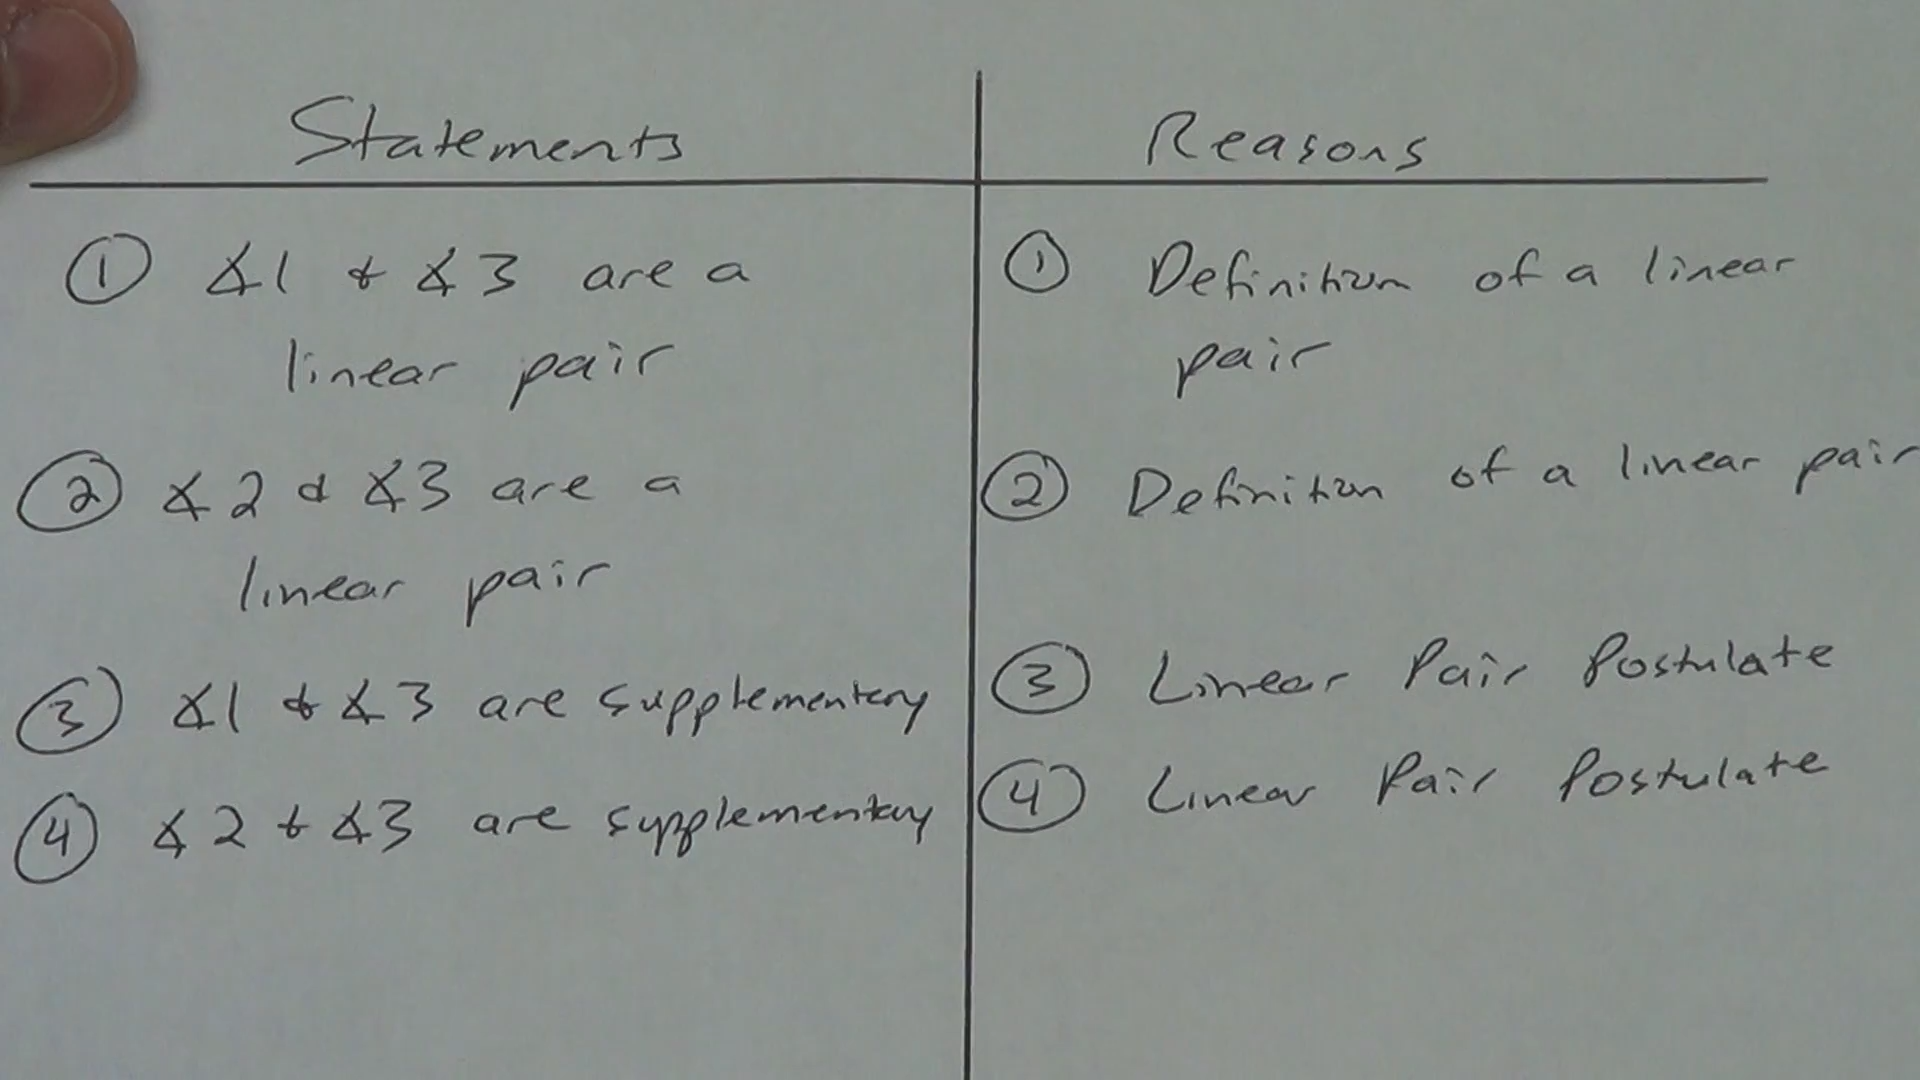 Statements
Reasons
① ∡1 & ∡3 are a
linear pair
① Definition of a linear
pair
② ∡2 & ∡3 are a
linear pair
② Definition of a linear pair
③ ∡1 & ∡3 are supplementary
③ Linear Pair Postulate
④ ∡2 & ∡3 are supplementary
④ Linear Pair Postulate